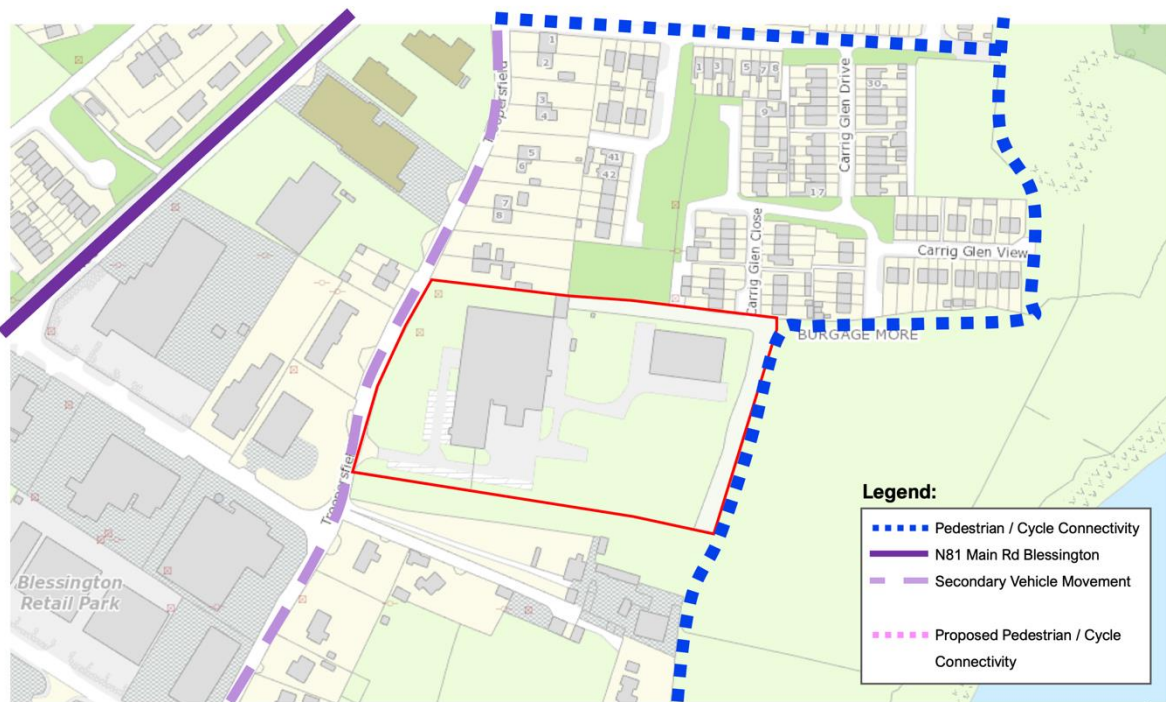 Troopersfield
1
2
3
4
5
6
7
8
41
42
1
3
5
7
8
9
17
30
Carrig Glen Drive
Carrig Glen Close
Carrig Glen View
BURGAGE MORE
Troopersfield
Blessington
Retail Park
Legend:
Pedestrian / Cycle Connectivity
N81 Main Rd Blessington
Secondary Vehicle Movement
Proposed Pedestrian / Cycle
Connectivity